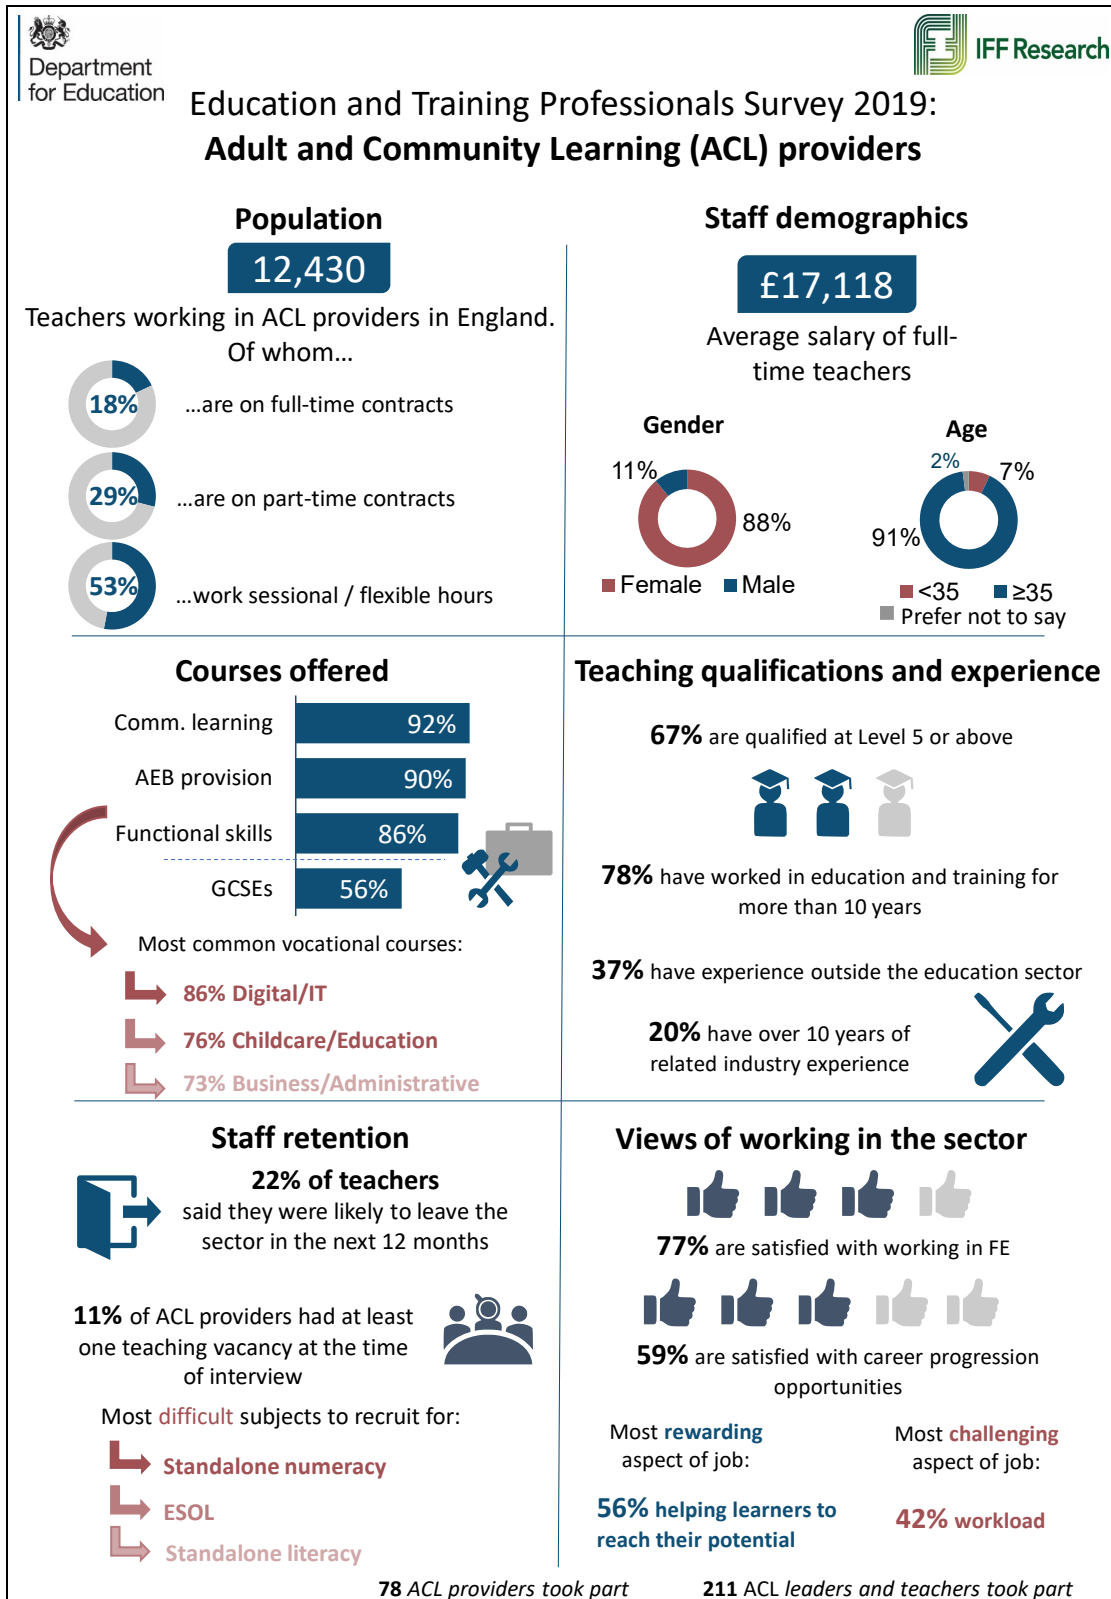 Department
for Education
IFF Research
Education and Training Professionals Survey 2019:
Adult and Community Learning (ACL) providers
Population
12,430
Teachers working in ACL providers in England.
Of whom...
18%
...are on full-time contracts
29%
...are on part-time contracts
53%
...work sessional / flexible hours
Staff demographics
£17,118
Average salary of full-
time teachers
Gender
11%
88%
Female
Male
Age
2%
7%
91%
<35
≥35
Prefer not to say
Courses offered
Comm. learning
92%
AEB provision
90%
Functional skills
86%
GCSEs
56%
Most common vocational courses:
86% Digital/IT
76% Childcare/Education
73% Business/Administrative
Teaching qualifications and experience
67% are qualified at Level 5 or above
78% have worked in education and training for
more than 10 years
37% have experience outside the education sector
20% have over 10 years of
related industry experience
Staff retention
22% of teachers
said they were likely to leave the
sector in the next 12 months
11% of ACL providers had at least
one teaching vacancy at the time
of interview
Most difficult subjects to recruit for:
Standalone numeracy
ESOL
Standalone literacy
Views of working in the sector
77% are satisfied with working in FE
59% are satisfied with career progression
opportunities
Most rewarding
aspect of job:
56% helping learners to
reach their potential
Most challenging
aspect of job:
42% workload
78 ACL providers took part
211 ACL leaders and teachers took part